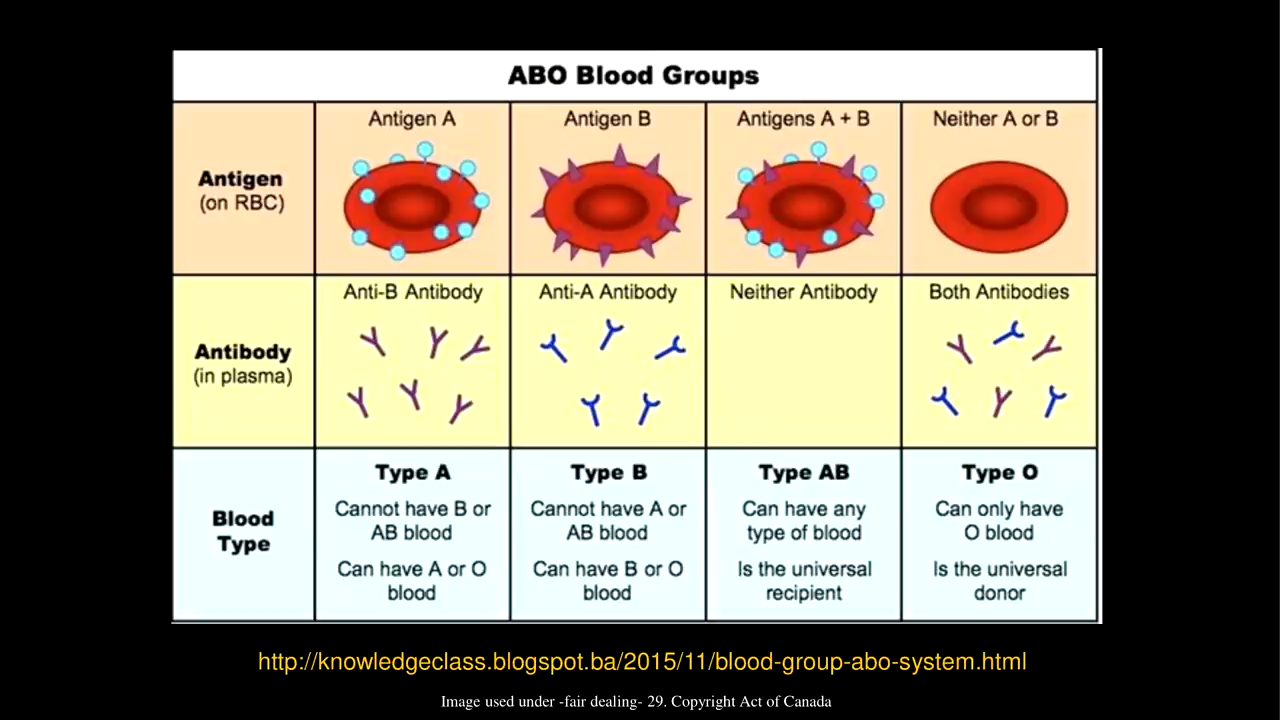 ABO Blood Groups
Antigen A
Antigen B
Antigens A + B
Neither A or B
Antigen
(on RBC)
Anti-B Antibody
Anti-A Antibody
Neither Antibody
Both Antibodies
Antibody
(in plasma)
Blood
Type
Type A
Cannot have B or
AB blood
Can have A or O
blood
Type B
Cannot have A or
AB blood
Can have B or O
blood
Type AB
Can have any
type of blood
Is the universal
recipient
Type O
Can only have
O blood
Is the universal
donor
http://knowledgeclass.blogspot.ba/2015/11/blood-group-abo-system.html
Image used under -fair dealing- 29. Copyright Act of Canada